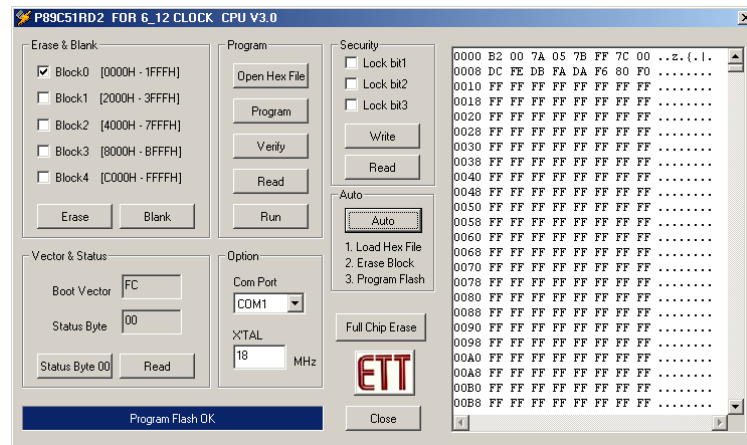 P89C51RD2 FOR 6_12 CLOCK CPU V3.0
Erase & Blank
Block0 [0000H - 1FFFH]
Block1 [2000H - 3FFFH]
Block2 [4000H - 7FFFH]
Block3 [8000H - BFFFH]
Block4 [C000H - FFFFH]
Erase Blank
Program
Open Hex File
Program
Verify
Read
Run
Security
Lock bit1
Lock bit2
Lock bit3
Write
Read
Auto
Auto
1. Load Hex File
2. Erase Block
3. Program Flash
Vector & Status
Boot Vector FC
Status Byte 00
Status Byte 00 Read
Option
Com Port
COM1
X'TAL
18 MHz
Full Chip Erase
ETT
Program Flash OK
Close
0000 B2 00 7A 05 7B FF 7C 00 ..z.{.|.
0008 DC FE DB FA DA F6 80 F0 ........
0010 FF FF FF FF FF FF FF FF ........
0018 FF FF FF FF FF FF FF FF ........
0020 FF FF FF FF FF FF FF FF ........
0028 FF FF FF FF FF FF FF FF ........
0030 FF FF FF FF FF FF FF FF ........
0038 FF FF FF FF FF FF FF FF ........
0040 FF FF FF FF FF FF FF FF ........
0048 FF FF FF FF FF FF FF FF ........
0050 FF FF FF FF FF FF FF FF ........
0058 FF FF FF FF FF FF FF FF ........
0060 FF FF FF FF FF FF FF FF ........
0068 FF FF FF FF FF FF FF FF ........
0070 FF FF FF FF FF FF FF FF ........
0078 FF FF FF FF FF FF FF FF ........
0080 FF FF FF FF FF FF FF FF ........
0088 FF FF FF FF FF FF FF FF ........
0090 FF FF FF FF FF FF FF FF ........
0098 FF FF FF FF FF FF FF FF ........
00A0 FF FF FF FF FF FF FF FF ........
00A8 FF FF FF FF FF FF FF FF ........
00B0 FF FF FF FF FF FF FF FF ........
00B8 FF FF FF FF FF FF FF FF ........